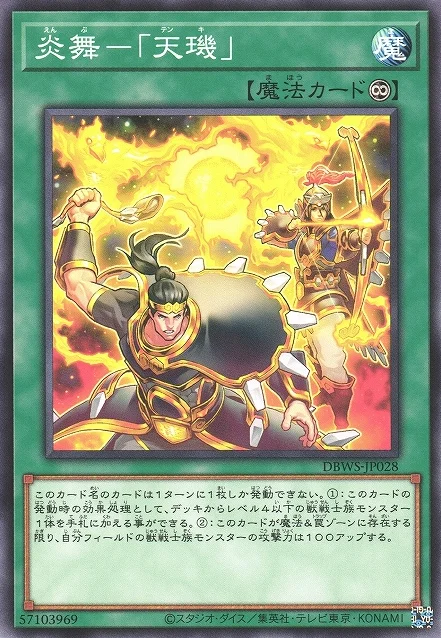 炎舞－「天璣」
魔
【魔法カード∞】
DBWS-JP028
このカード名のカードは１ターンに１枚しか発動できない。①：このカードの
発動時の効果処理として、デッキからレベル４以下の獣戦士族モンスター
１体を手札に加える事ができる。②：このカードが魔法＆罠ゾーンに存在する
限り、自分フィールドの獣戦士族モンスターの攻撃力は１００アップする。
57103969
©スタジオ・ダイス／集英社・テレビ東京・KONAMI